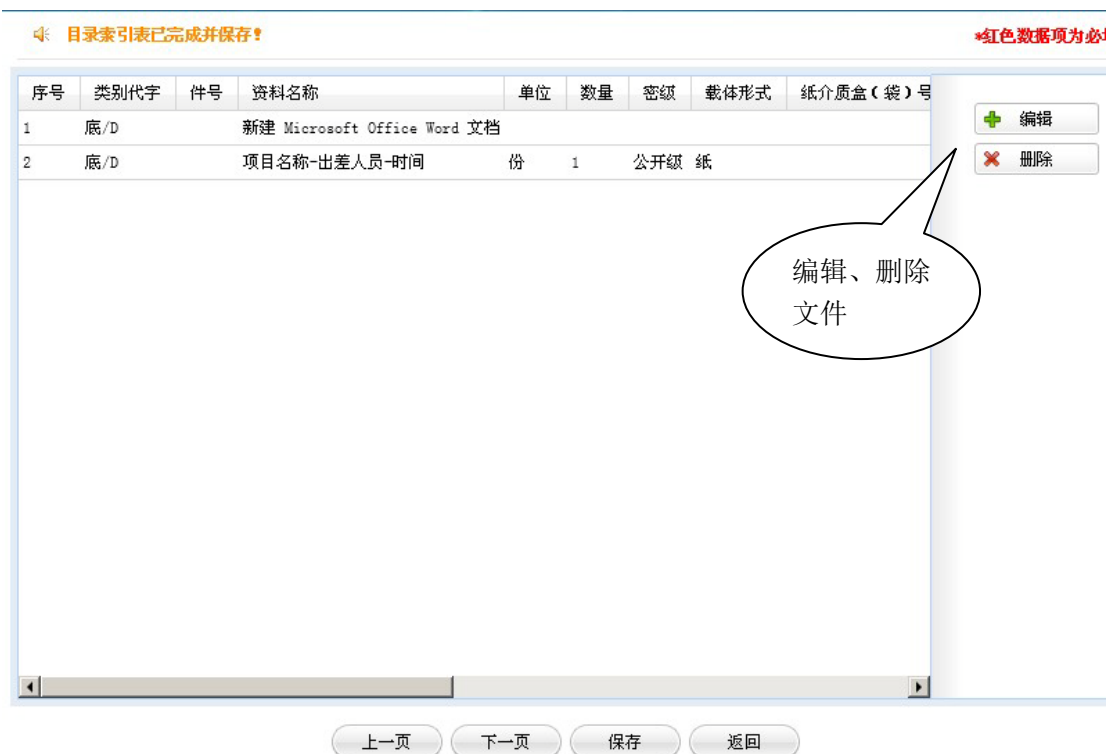 目录索引表已完成并保存!
*红色数据项为必
序号 类别代字 件号 资料名称 单位 数量 密级 载体形式 纸介质盒(袋)号
1 底/D 新建 Microsoft Office Word 文档
2 底/D 项目名称-出差人员-时间 份 1 公开级 纸
编辑
删除
编辑、删除
文件
上一页 下一页 保存 返回